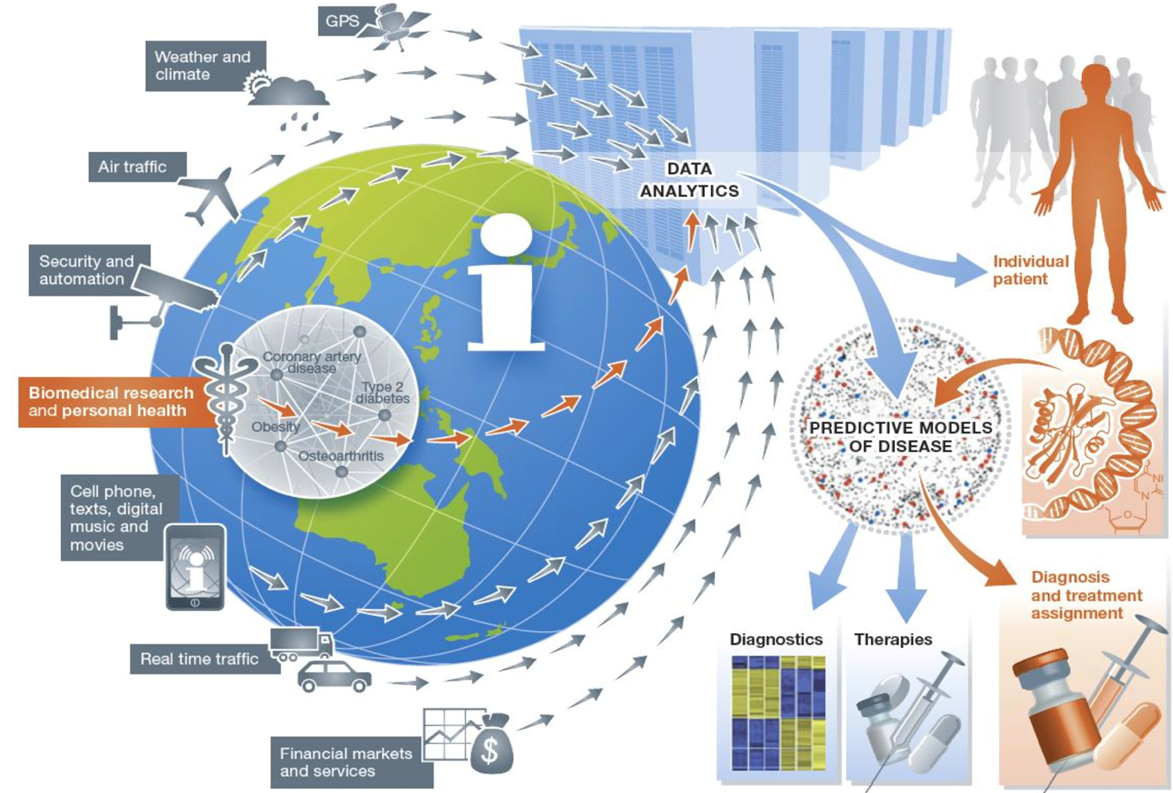 GPS
Weather and
climate
Air traffic
Security and
automation
Biomedical research
and personal health
Coronary artery
disease
Type 2
diabetes
Obesity
Osteoarthritis
Cell phone,
texts, digital
music and
movies
i
Real time traffic
Financial markets
and services
$
i
DATA
ANALYTICS
Individual
patient
PREDICTIVE MODELS
OF DISEASE
N
NH
N
O
O
Diagnosis
and treatment
assignment
Diagnostics
Therapies